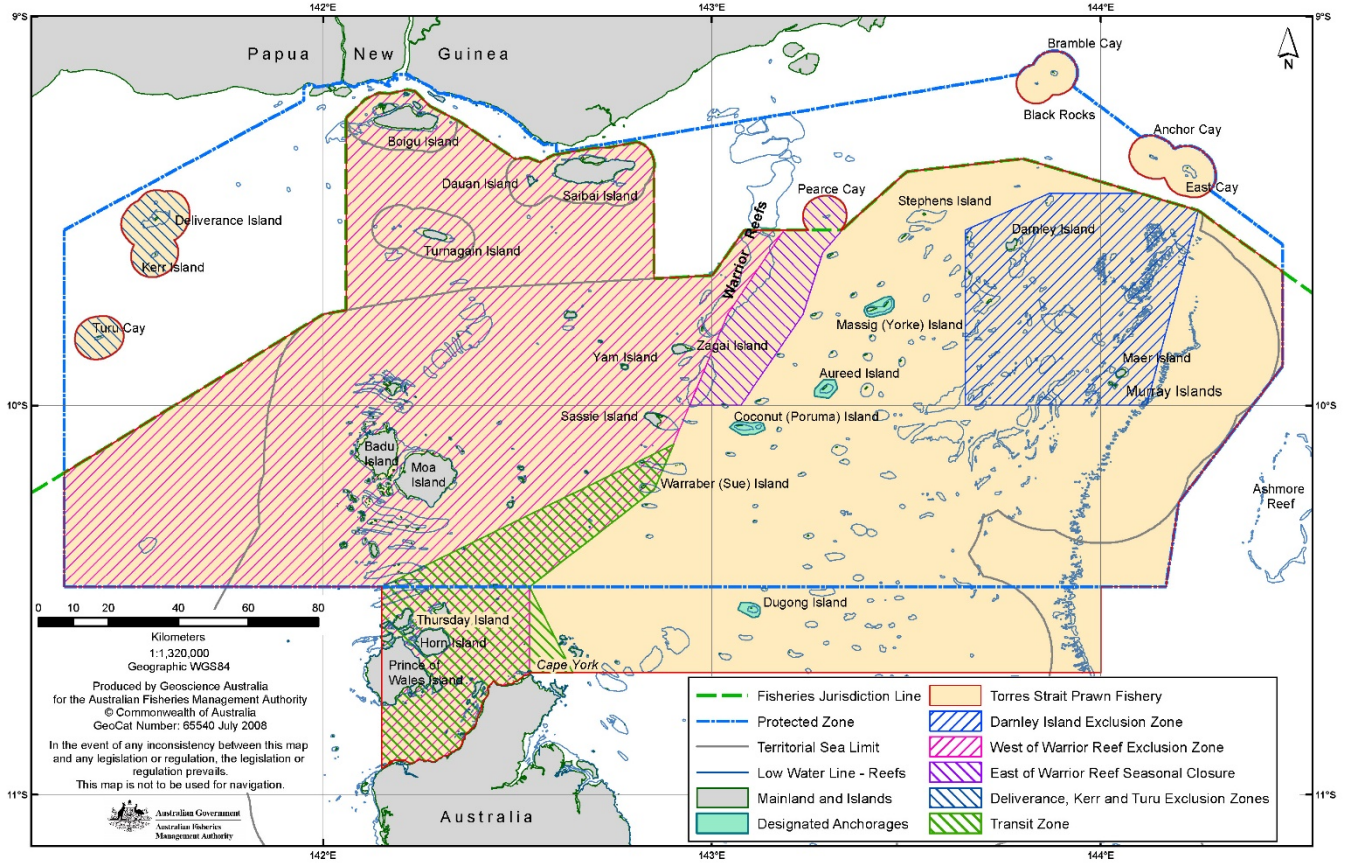 142°E
143°E
144°E
9°S
9°S
Papua New Guinea
N
Bramble Cay
Black Rocks
Anchor Cay
East Cay
Boigu Island
Dauan Island
Saibai Island
Pearce Cay
Deliverance Island
Stephens Island
Darnley Island
Turnagain Island
Kerr Island
Warrior Reefs
Turu Cay
Massig (Yorke) Island
Zagai Island
Yam Island
Maer Island
Aureed Island
Murray Islands
10°S
10°S
Sassie Island
Coconut (Poruma) Island
Badu
Island
Moa
Island
Warraber (Sue) Island
Ashmore
Reef
Dugong Island
Thursday Island
Horn Island
Prince of
Wales Island
Cape York
0 20 40 60 80
Kilometers
1:1,320,000
Geographic WGS84
Produced by Geoscience Australia
for the Australian Fisheries Management Authority
© Commonwealth of Australia
GeoCat Number: 65540 July 2008
In the event of any inconsistency between this map
and any legislation or regulation, the legislation or
regulation prevails.
This map is not to be used for navigation.
Australian Government
Australian Fisheries
Management Authority
Australia
Fisheries Jurisdiction Line
Protected Zone
Territorial Sea Limit
Low Water Line - Reefs
Mainland and Islands
Designated Anchorages
Torres Strait Prawn Fishery
Darnley Island Exclusion Zone
West of Warrior Reef Exclusion Zone
East of Warrior Reef Seasonal Closure
Deliverance, Kerr and Turu Exclusion Zones
Transit Zone
11°S
11°S
142°E
143°E
144°E